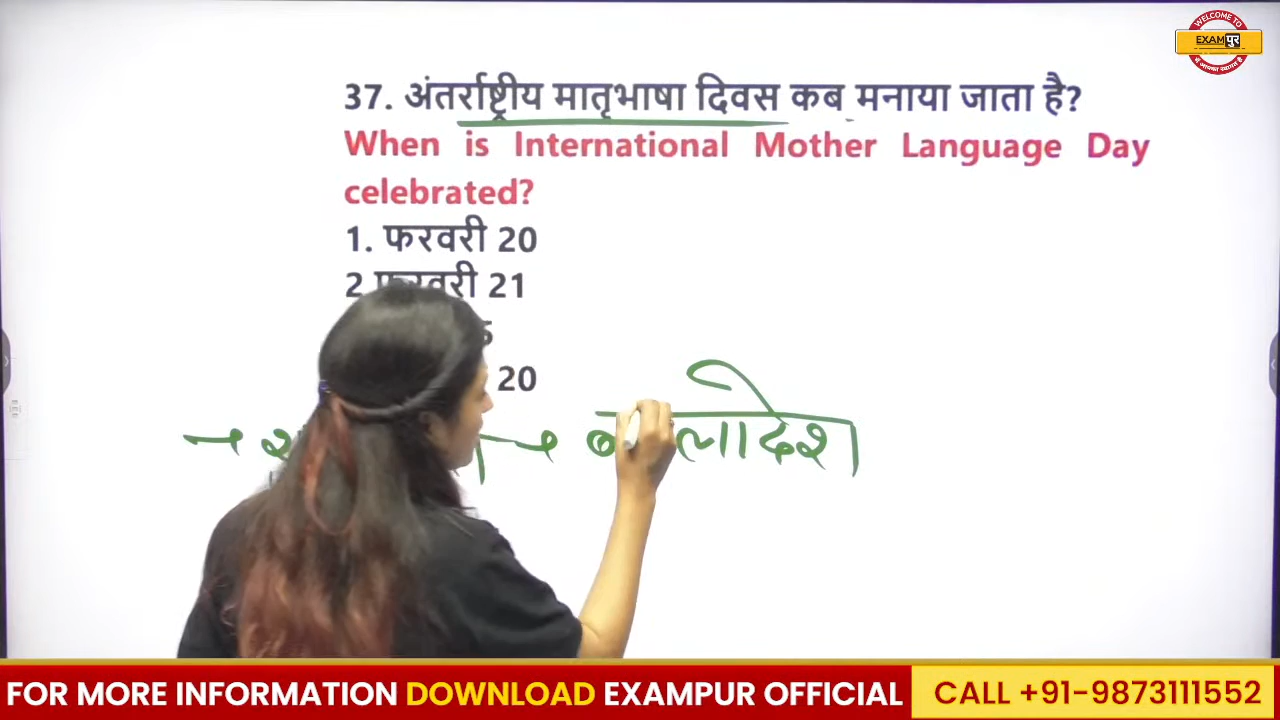 WELCOME TO
EXAMपुर
37. अंतर्राष्ट्रीय मातृभाषा दिवस कब मनाया जाता है?
When is International Mother Language Day
celebrated?
1. फरवरी 20
2 फरवरी 21
20
FOR MORE INFORMATION DOWNLOAD EXAMPUR OFFICIAL
CALL +91-9873111552